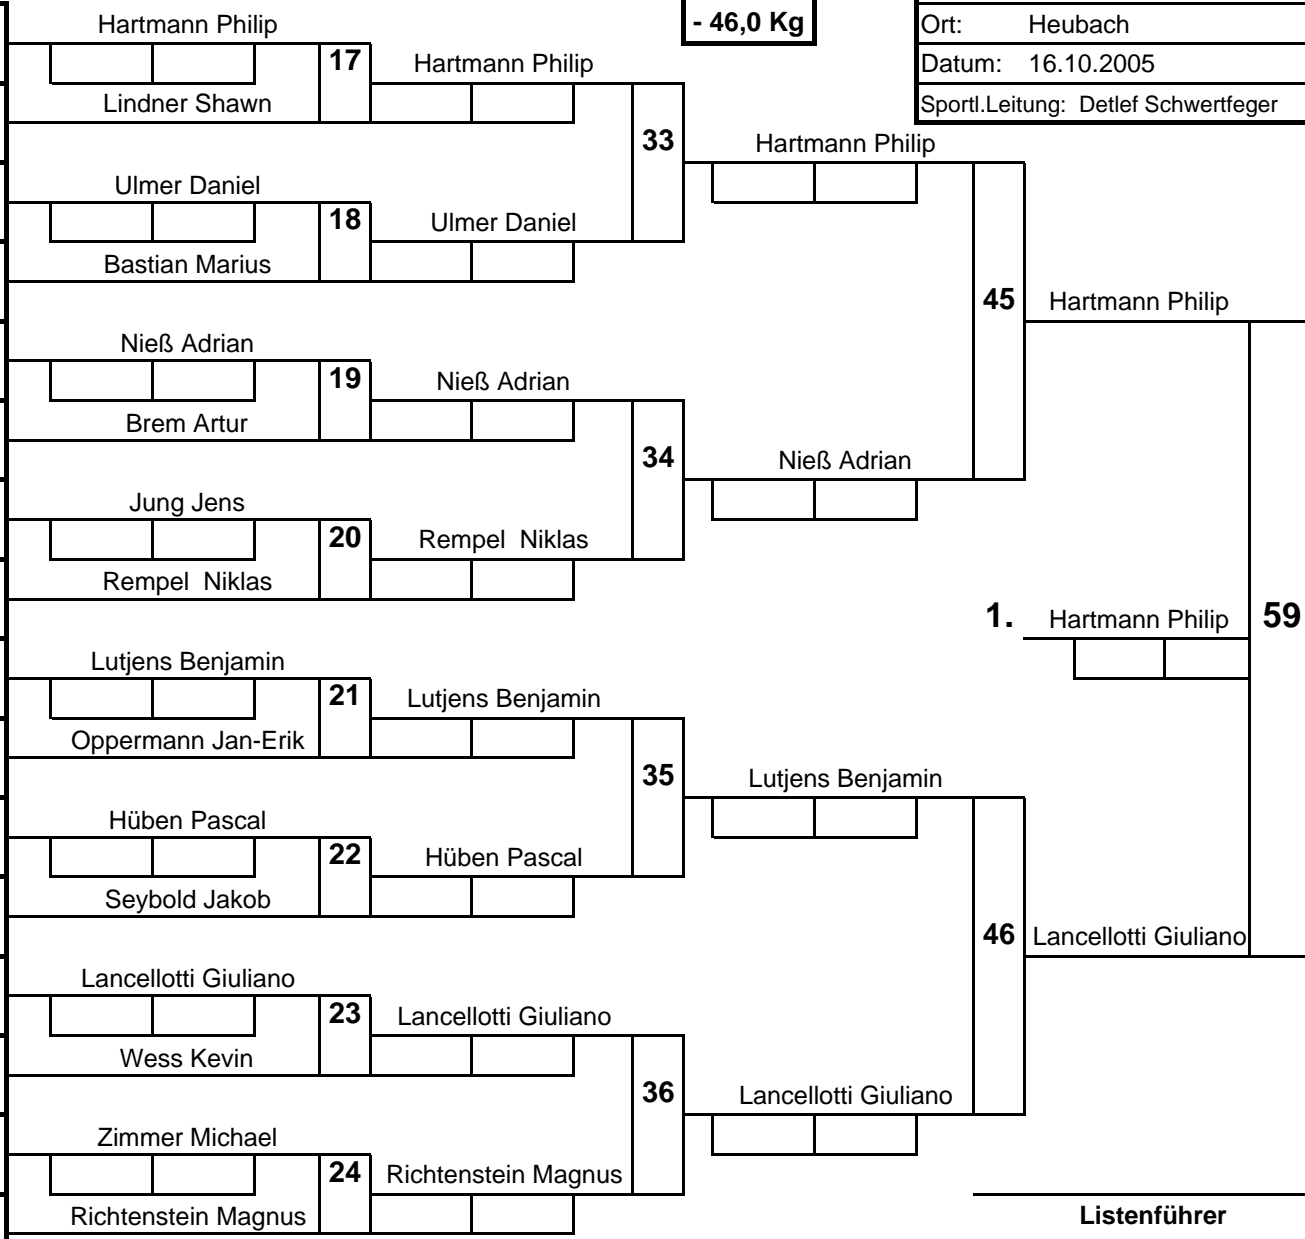 - 46,0 Kg
Ort: Heubach
Datum: 16.10.2005
Sportl.Leitung: Detlef Schwertfeger
Hartmann Philip
17
Lindner Shawn
Ulmer Daniel
18
Bastian Marius
Nieß Adrian
19
Brem Artur
Jung Jens
20
Rempel Niklas
Lutjens Benjamin
21
Oppermann Jan-Erik
Hüben Pascal
22
Seybold Jakob
Lancellotti Giuliano
23
Wess Kevin
Zimmer Michael
24
Richtenstein Magnus
Hartmann Philip
33
Ulmer Daniel
Nieß Adrian
34
Rempel Niklas
Lutjens Benjamin
35
Hüben Pascal
Lancellotti Giuliano
36
Richtenstein Magnus
Hartmann Philip
45
Nieß Adrian
Lutjens Benjamin
46
Lancellotti Giuliano
Hartmann Philip
1. Hartmann Philip 59
Lancellotti Giuliano
Listenführer